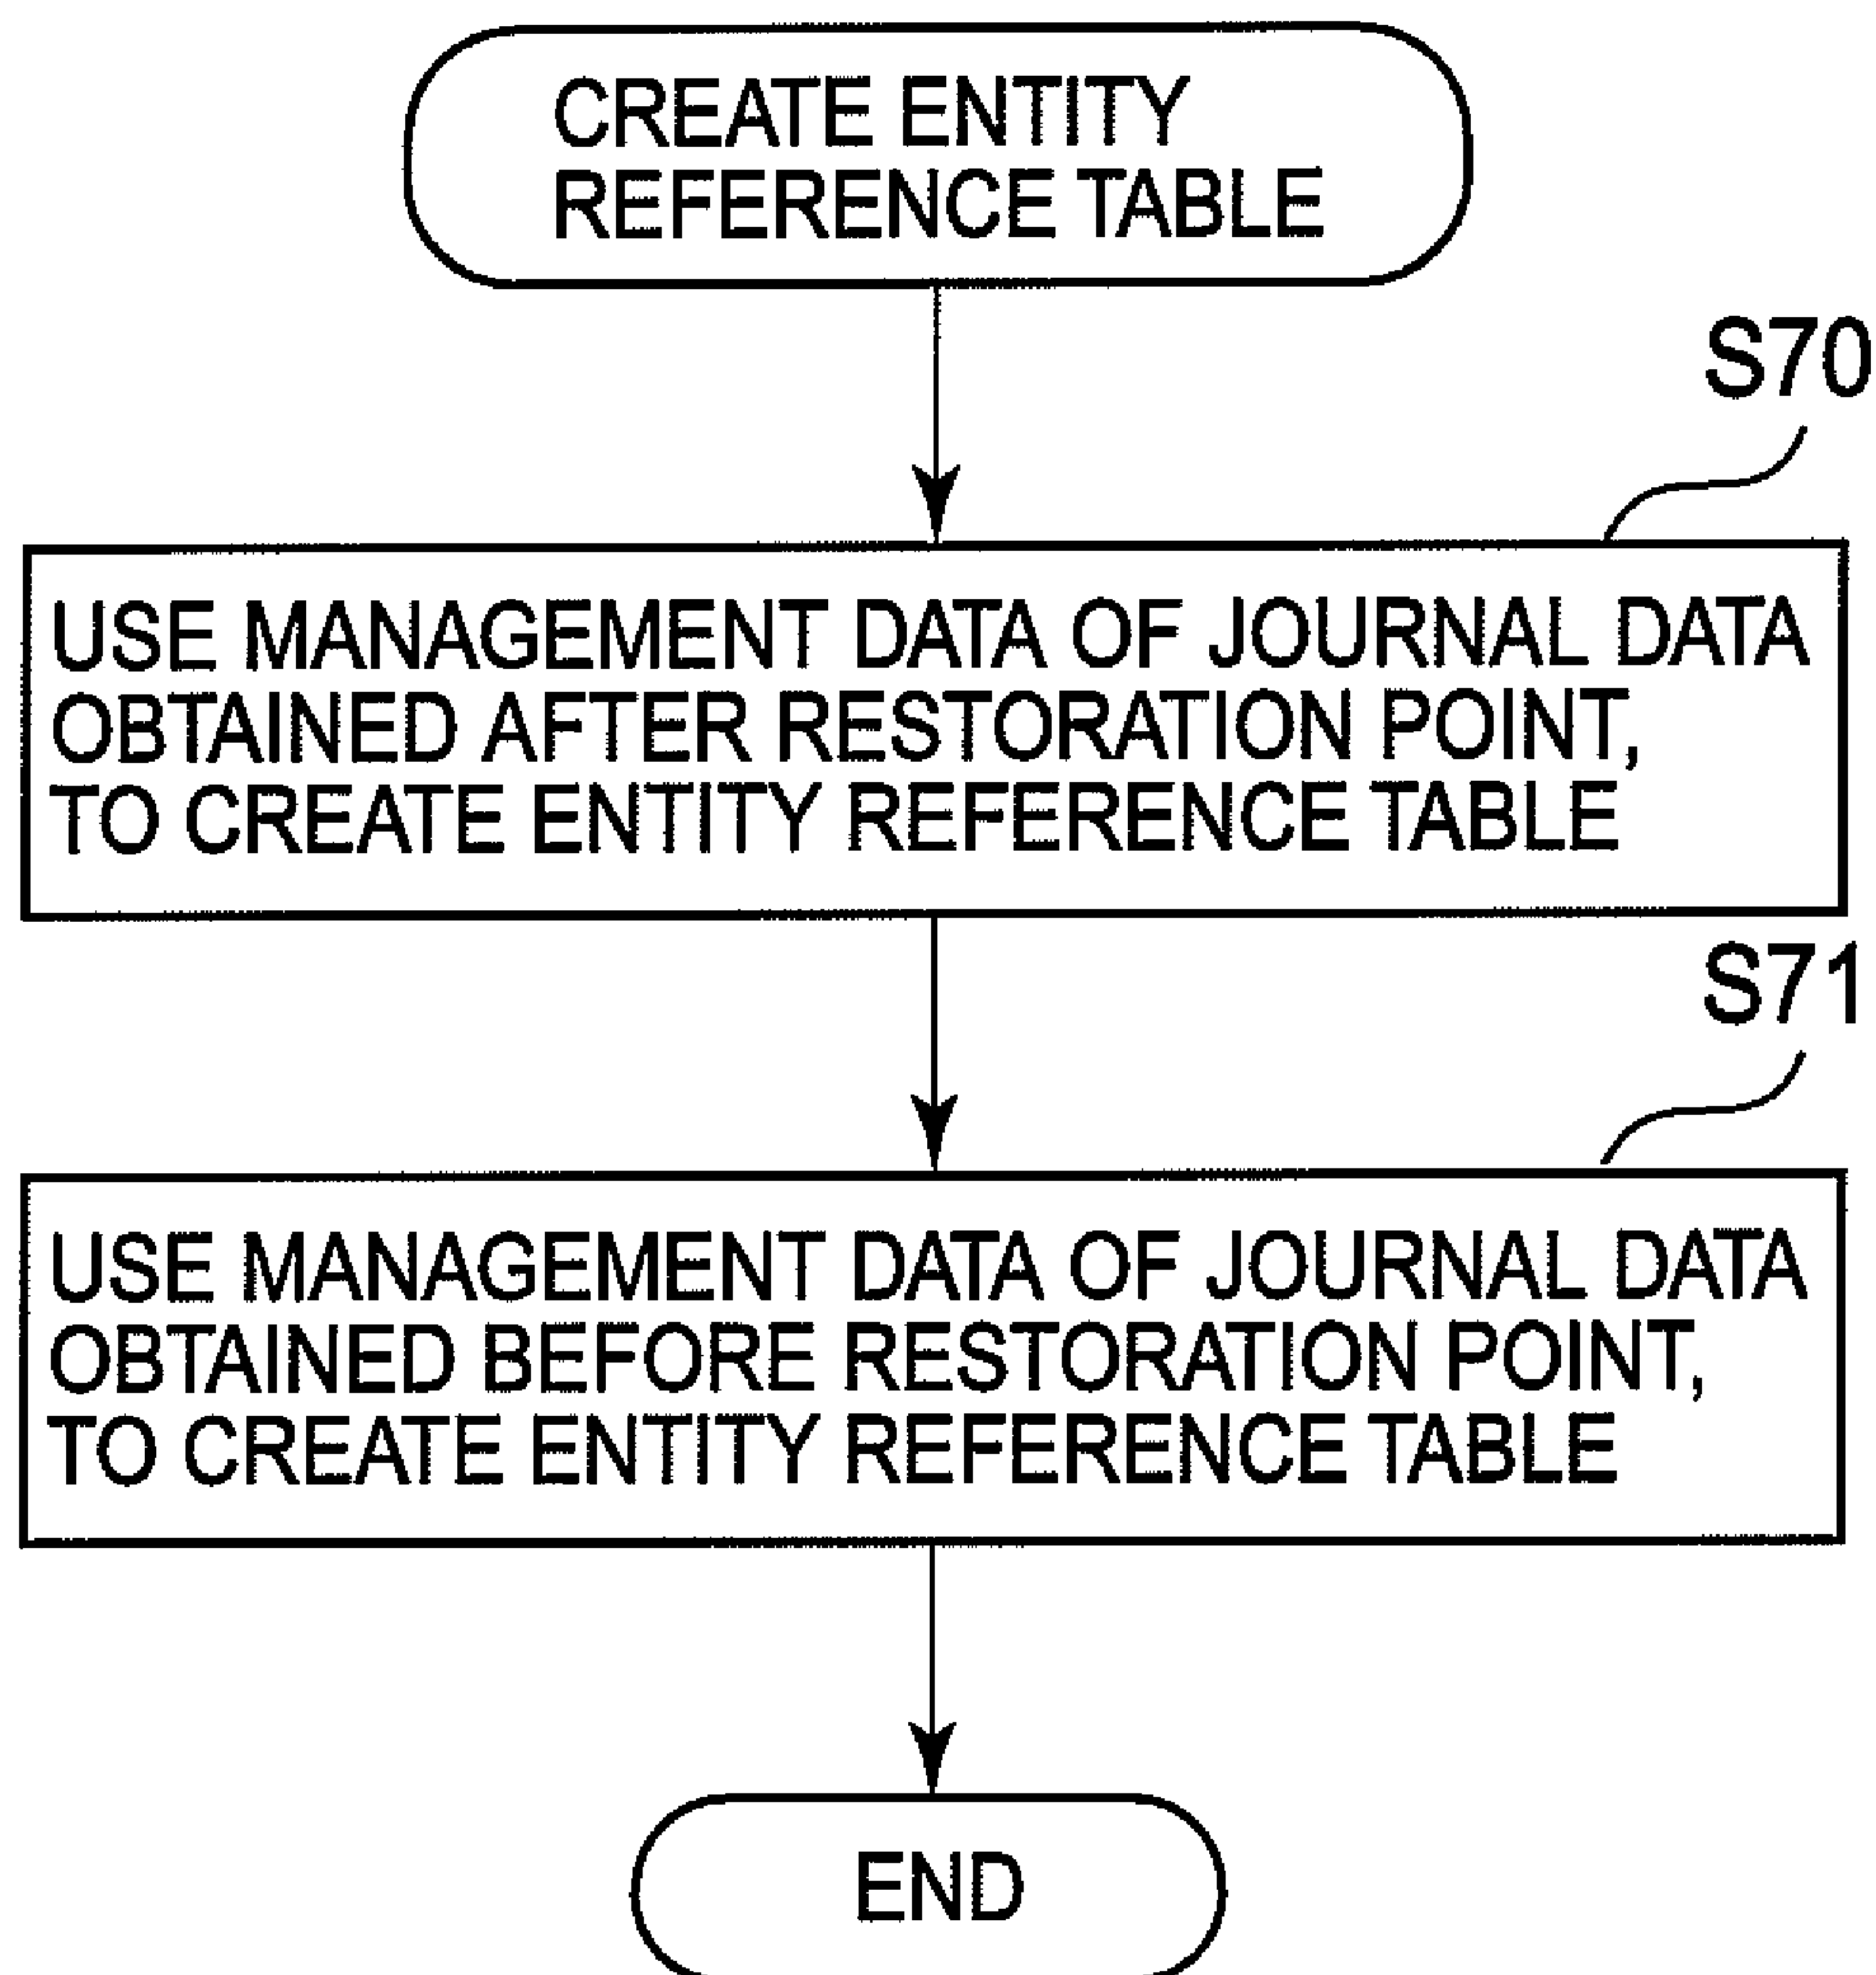 CREATE ENTITY
REFERENCE TABLE
S70
USE MANAGEMENT DATA OF JOURNAL DATA
OBTAINED AFTER RESTORATION POINT,
TO CREATE ENTITY REFERENCE TABLE
S71
USE MANAGEMENT DATA OF JOURNAL DATA
OBTAINED BEFORE RESTORATION POINT,
TO CREATE ENTITY REFERENCE TABLE
END